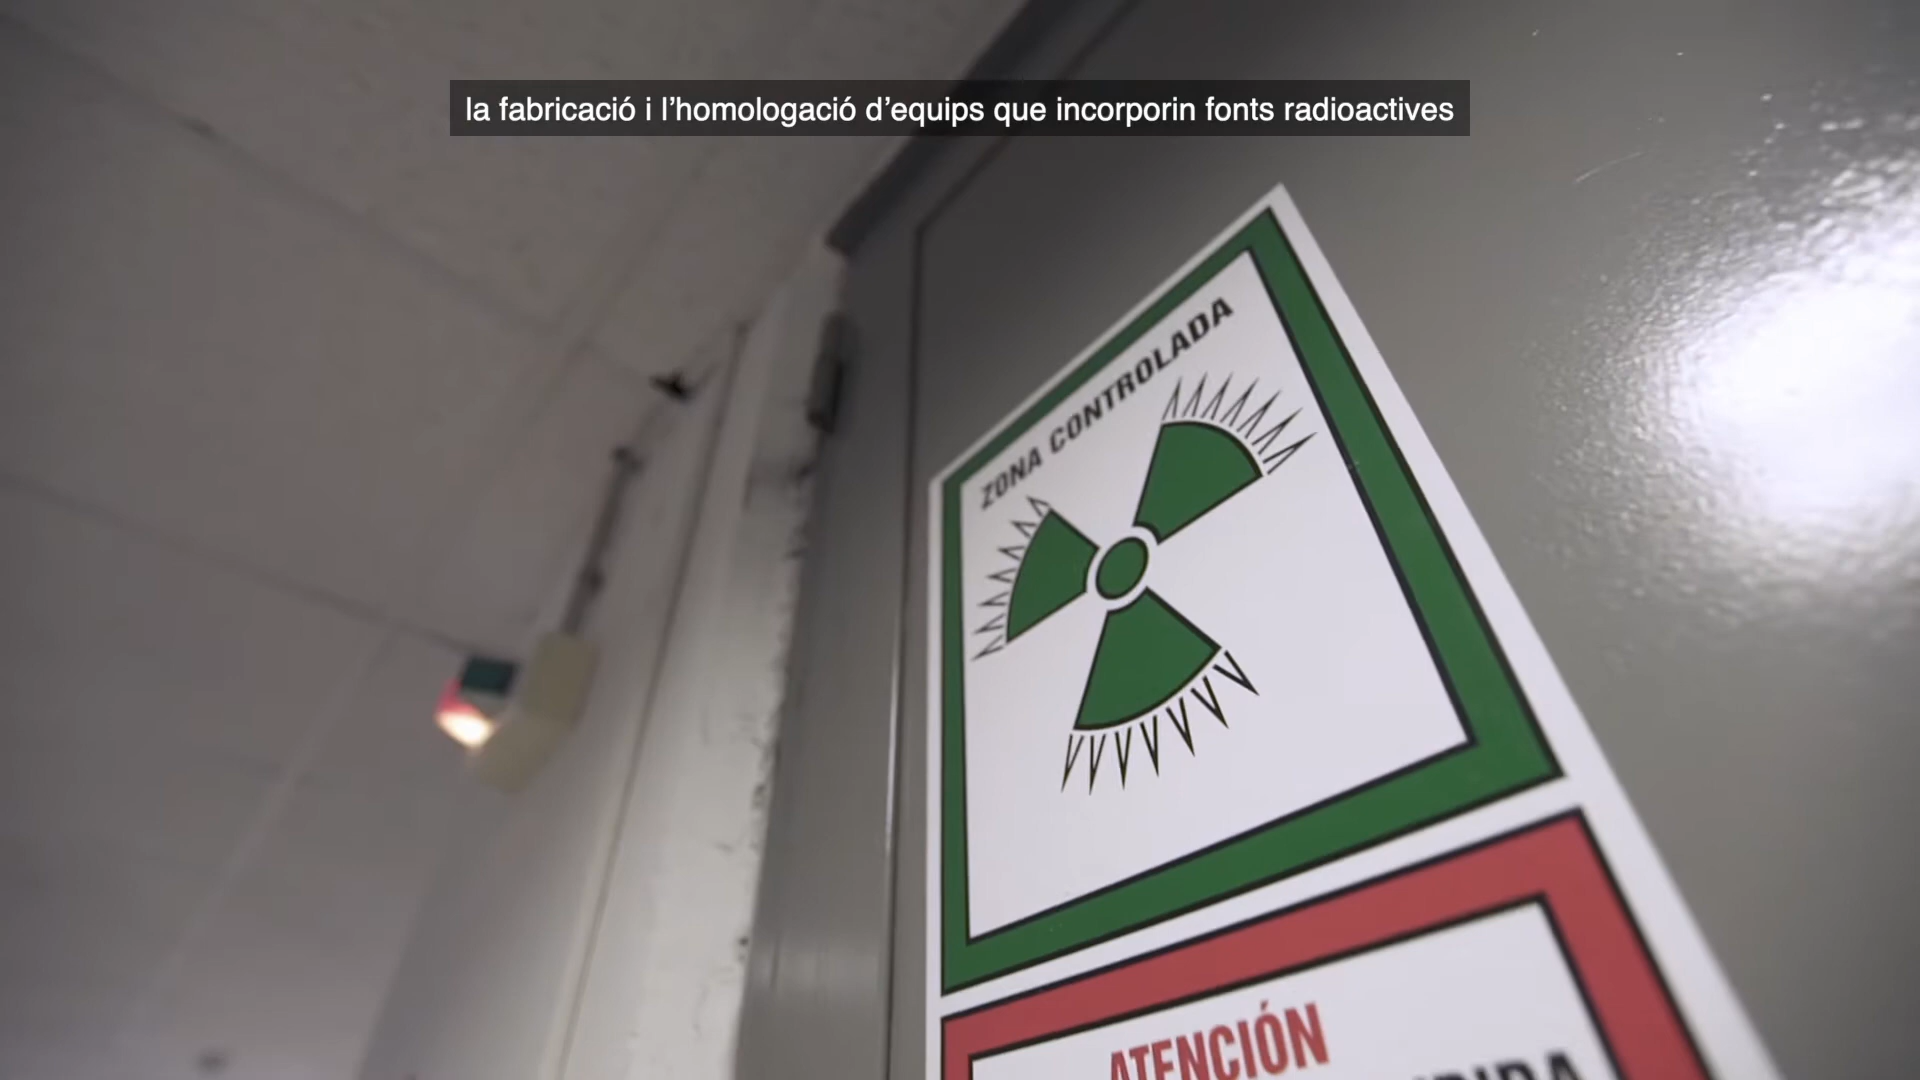 la fabricació i l’homologació d’equips que incorporin fonts radioactives
ZONA CONTROLADA
ATENCIÓN